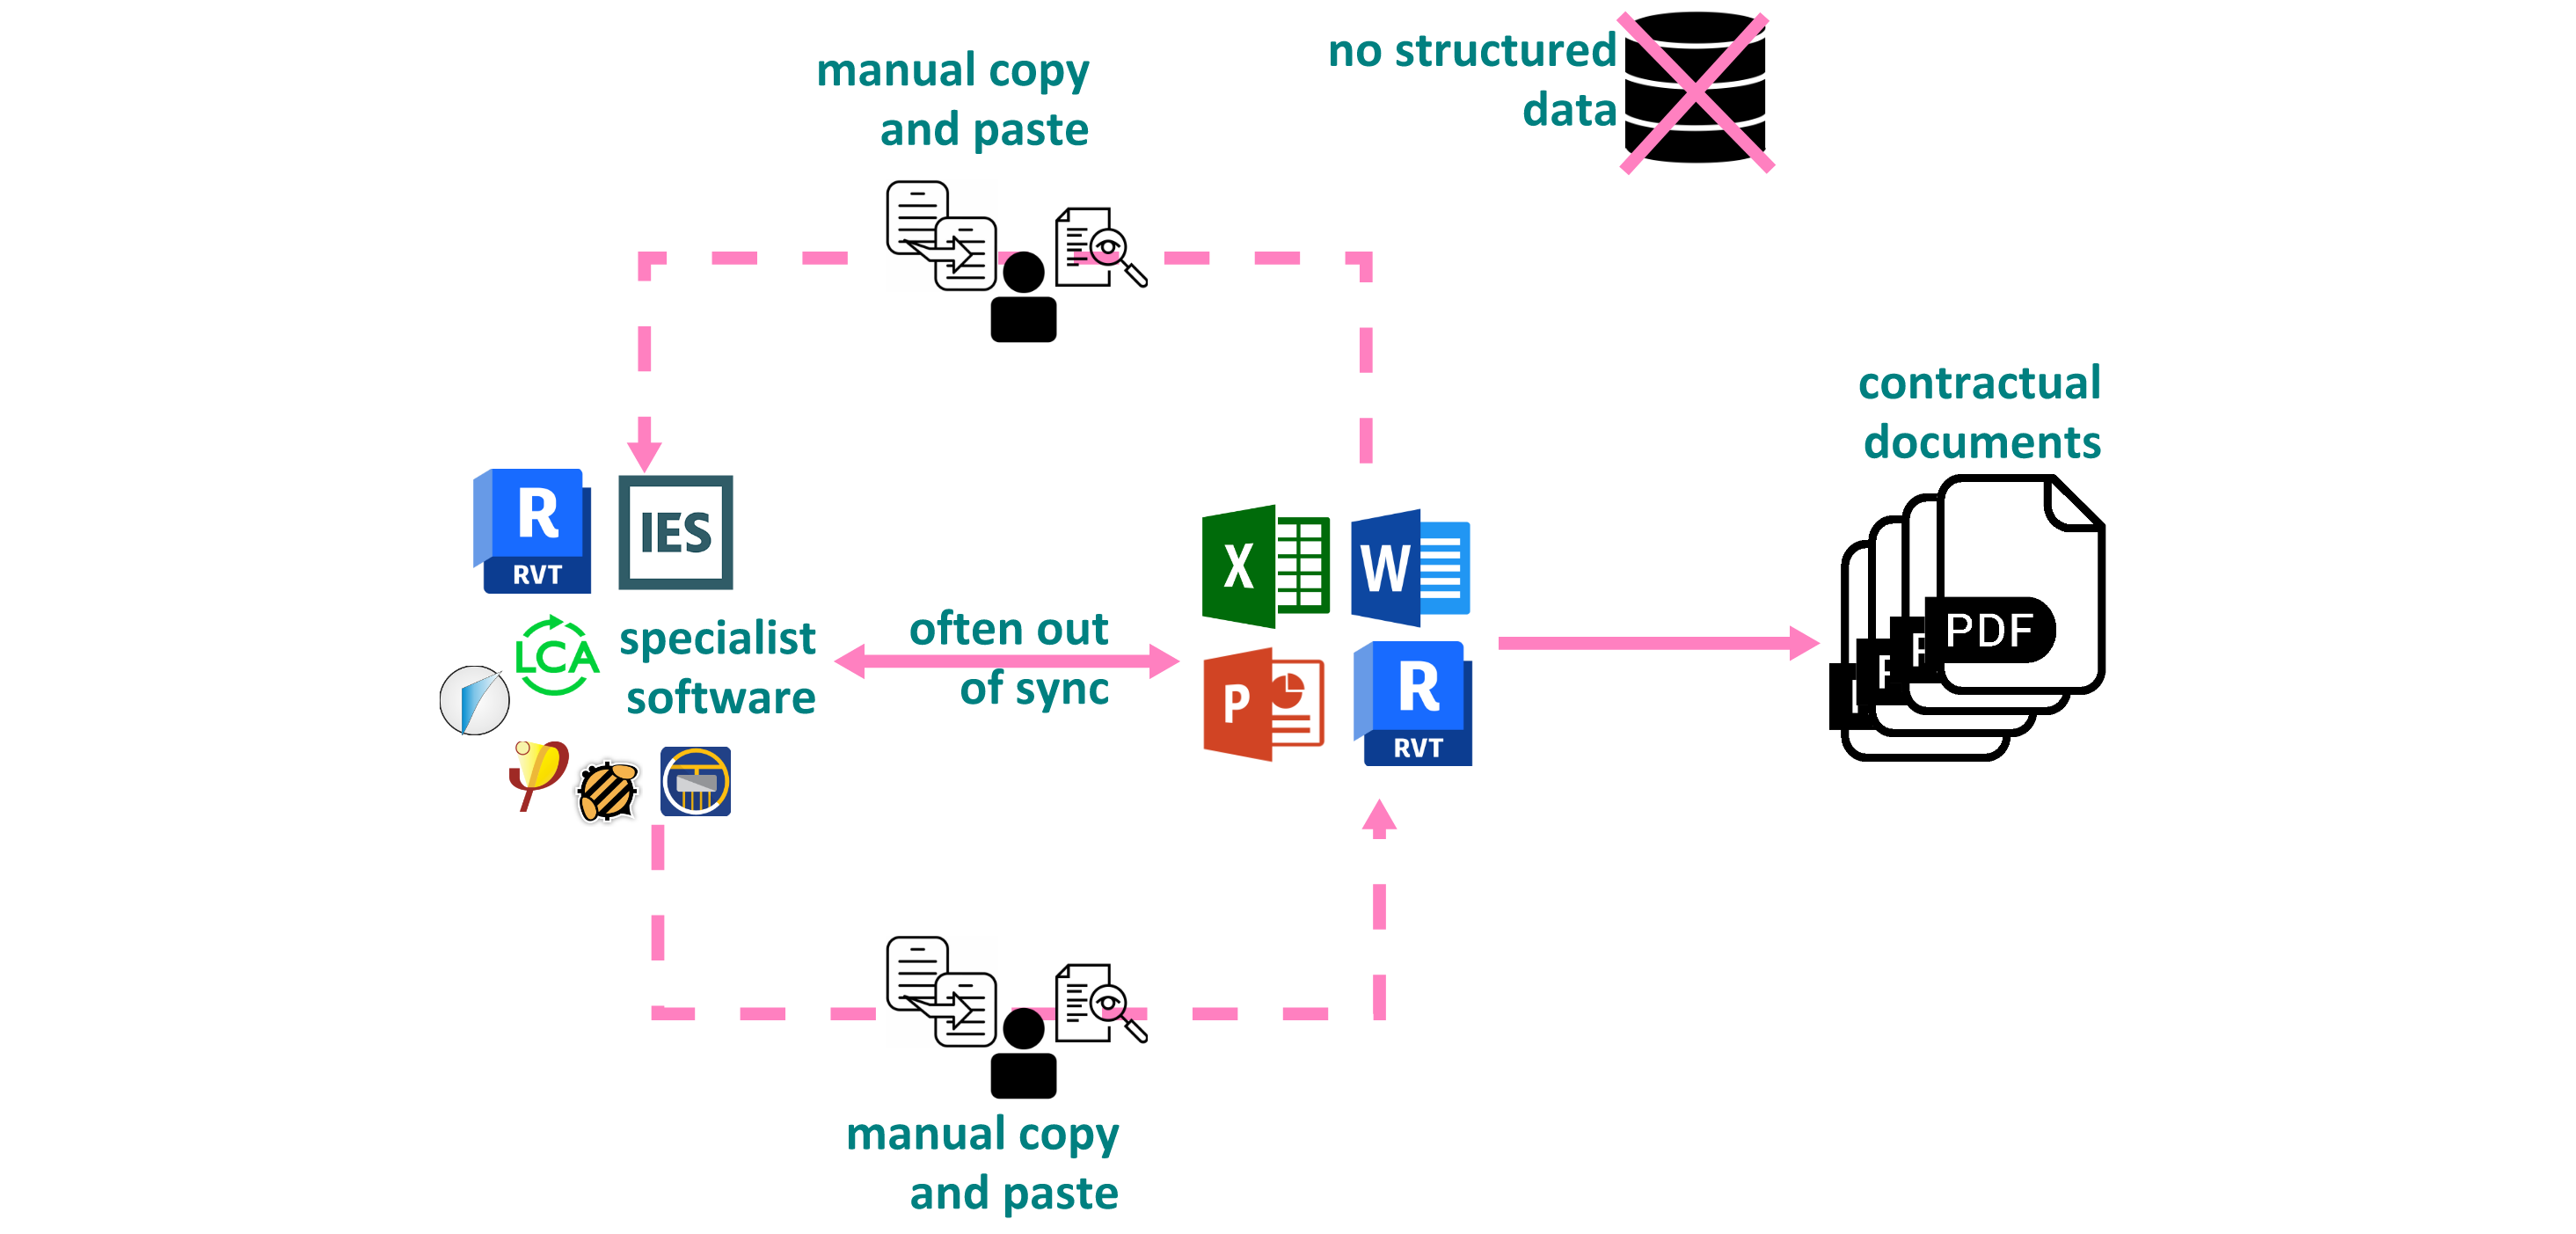 manual copy
and paste
no structured
data
contractual
documents
R
RVT
IES
LCA
specialist
software
often out
of sync
X
W
P
R
RVT
PDF
manual copy
and paste